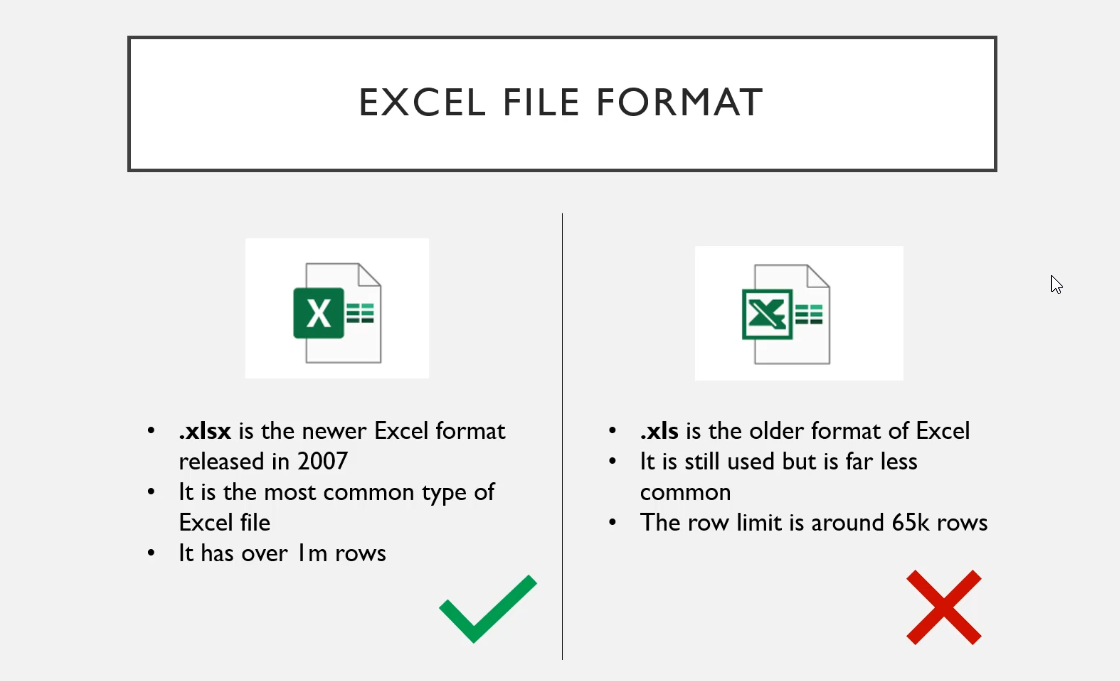 EXCEL FILE FORMAT
X
X
• .xlsx is the newer Excel format
released in 2007
• It is the most common type of
Excel file
• It has over 1m rows
• .xls is the older format of Excel
• It is still used but is far less
common
• The row limit is around 65k rows